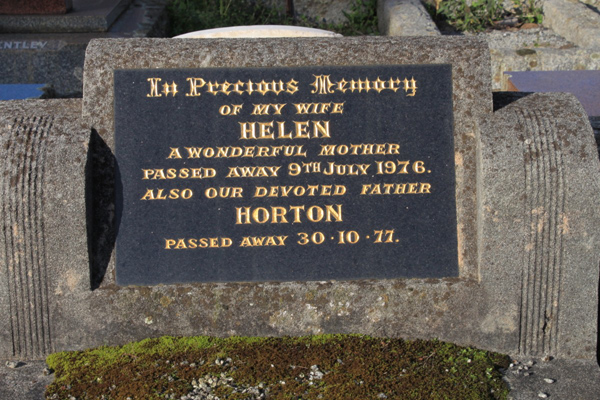 NTLEY
In Precious Memory
OF MY WIFE
HELEN
A WONDERFUL MOTHER
PASSED AWAY 9TH JULY 1976.
ALSO OUR DEVOTED FATHER
HORTON
PASSED AWAY 30·10·77.